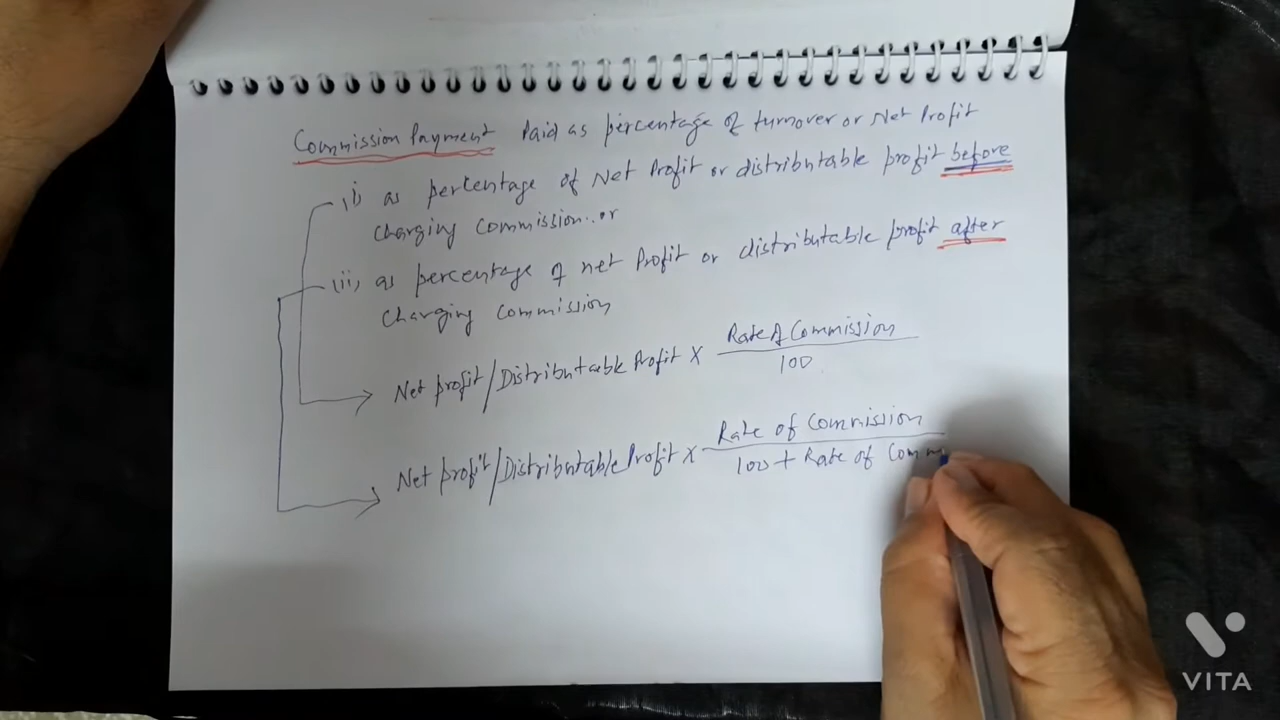 Commission Payment Paid as percentage of turnover or Net Profit
(i) as percentage of Net Profit or distributable profit before
charging Commission..or
(ii) as percentage of net Profit or distributable profit after
charging Commission
Net profit/Distributable Profit X Rate of Commission
100
Net profit/Distributable Profit X Rate of Commission
100 + Rate of Comm
VITA